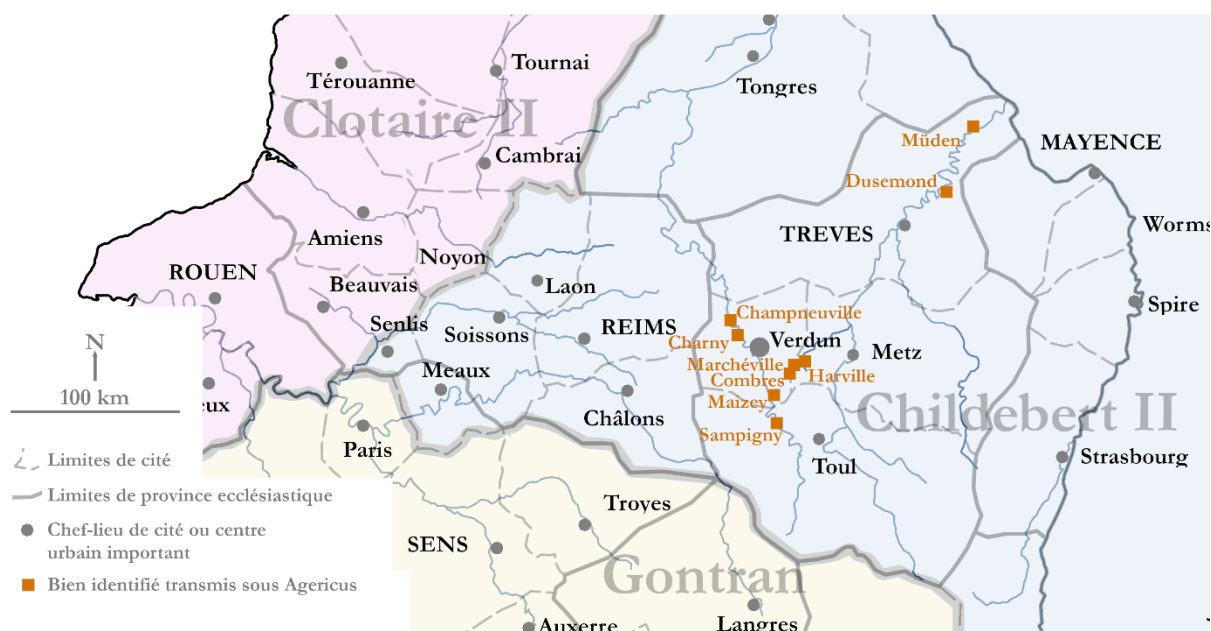 Tournai
Térouanne
Clotaire II
Tongres
Müden
MAYENCE
Cambrai
Dusemond
Worms
TREVES
Amiens
Noyon
ROUEN
Beauvais
Laon
Spire
Senlis
Soissons
REIMS
Champneuville
Charny
Verdun
Metz
Marchéville
Harville
Combres
Meaux
Maizey
Châlons
Childebert II
Sampigny
Paris
Toul
Strasbourg
eux
N
100 km
Limites de cité
Limites de province ecclésiastique
Chef-lieu de cité ou centre
urbain important
Bien identifié transmis sous Agericus
Troyes
SENS
Gontran
Auxerre
Langres